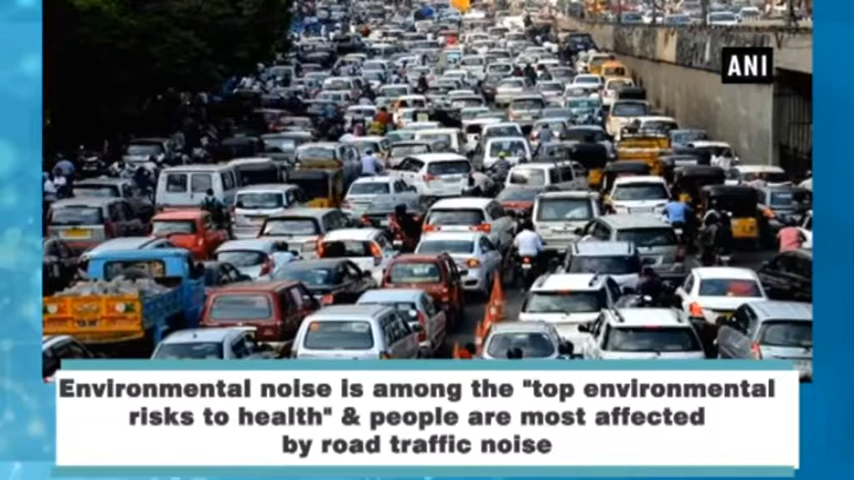 ANI
Environmental noise is among the "top environmental
risks to health" & people are most affected
by road traffic noise